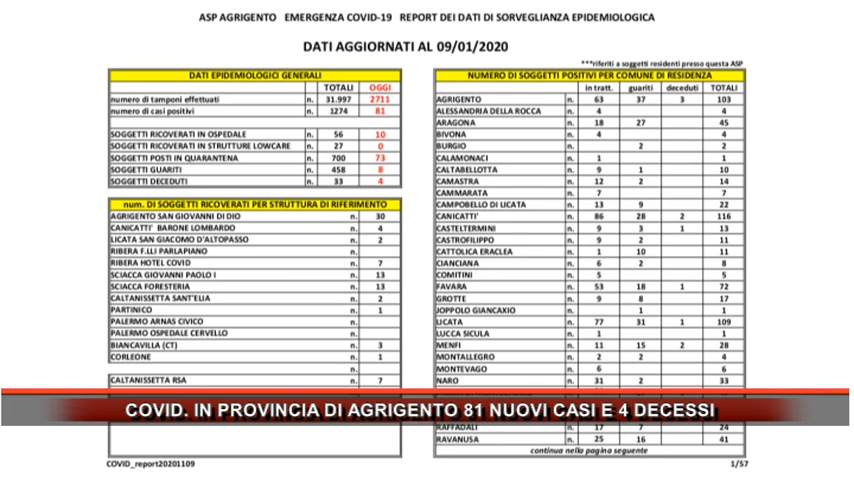 ASP AGRIGENTO EMERGENZA COVID-19 REPORT DEI DATI DI SORVEGLIANZA EPIDEMIOLOGICA
DATI AGGIORNATI AL 09/01/2020
***riferiti a soggetti residenti presso questa ASP
DATI EPIDEMIOLOGICI GENERALI
TOTALI OGGI
numero di tamponi effettuati n. 31.997 2711
numero di casi positivi n. 1274 81
SOGGETTI RICOVERATI IN OSPEDALE n. 56 10
SOGGETTI RICOVERATI IN STRUTTURE LOWCARE n. 27 0
SOGGETTI POSTI IN QUARANTENA n. 700 73
SOGGETTI GUARITI n. 458 8
SOGGETTI DECEDUTI n. 33 4
num. DI SOGGETTI RICOVERATI PER STRUTTURA DI RIFERIMENTO
AGRIGENTO SAN GIOVANNI DI DIO n. 30
CANICATTI' BARONE LOMBARDO n. 4
LICATA SAN GIACOMO D'ALTOPASSO n. 2
RIBERA F.LLI PARLAPIANO n.
RIBERA HOTEL COVID n. 7
SCIACCA GIOVANNI PAOLO I n. 13
SCIACCA FORESTERIA n. 13
CALTANISSETTA SANT'ELIA n. 2
PARTINICO n. 1
PALERMO ARNAS CIVICO n.
PALERMO OSPEDALE CERVELLO n.
BIANCAVILLA (CT) n. 3
CORLEONE n. 1
n.
CALTANISSETTA RSA n. 7
NUMERO DI SOGGETTI POSITIVI PER COMUNE DI RESIDENZA
in tratt. guariti deceduti TOTALI
AGRIGENTO n. 63 37 3 103
ALESSANDRIA DELLA ROCCA n. 4 4
ARAGONA n. 18 27 45
BIVONA n. 4 4
BURGIO n. 2 2
CALAMONACI n. 1 1
CALTABELLOTTA n. 9 1 10
CAMASTRA n. 12 2 14
CAMMARATA n. 7 7
CAMPOBELLO DI LICATA n. 13 9 22
CANICATTI' n. 86 28 2 116
CASTELTERMINI n. 9 3 1 13
CASTROFILIPPO n. 9 2 11
CATTOLICA ERACLEA n. 1 10 11
CIANCIANA n. 6 2 8
COMITINI n. 5 5
FAVARA n. 53 18 1 72
GROTTE n. 9 8 17
JOPPOLO GIANCAXIO n. 1 1
LICATA n. 77 31 1 109
LUCCA SICULA n. 1 1
MENFI n. 11 15 2 28
MONTALLEGRO n. 2 2 4
MONTEVAGO n. 6 6
NARO n. 31 2 33
COVID. IN PROVINCIA DI AGRIGENTO 81 NUOVI CASI E 4 DECESSI
RAFFADALI n. 17 7 24
RAVANUSA n. 25 16 41
continua nella pagina seguente
COVID_report20201109 1/57